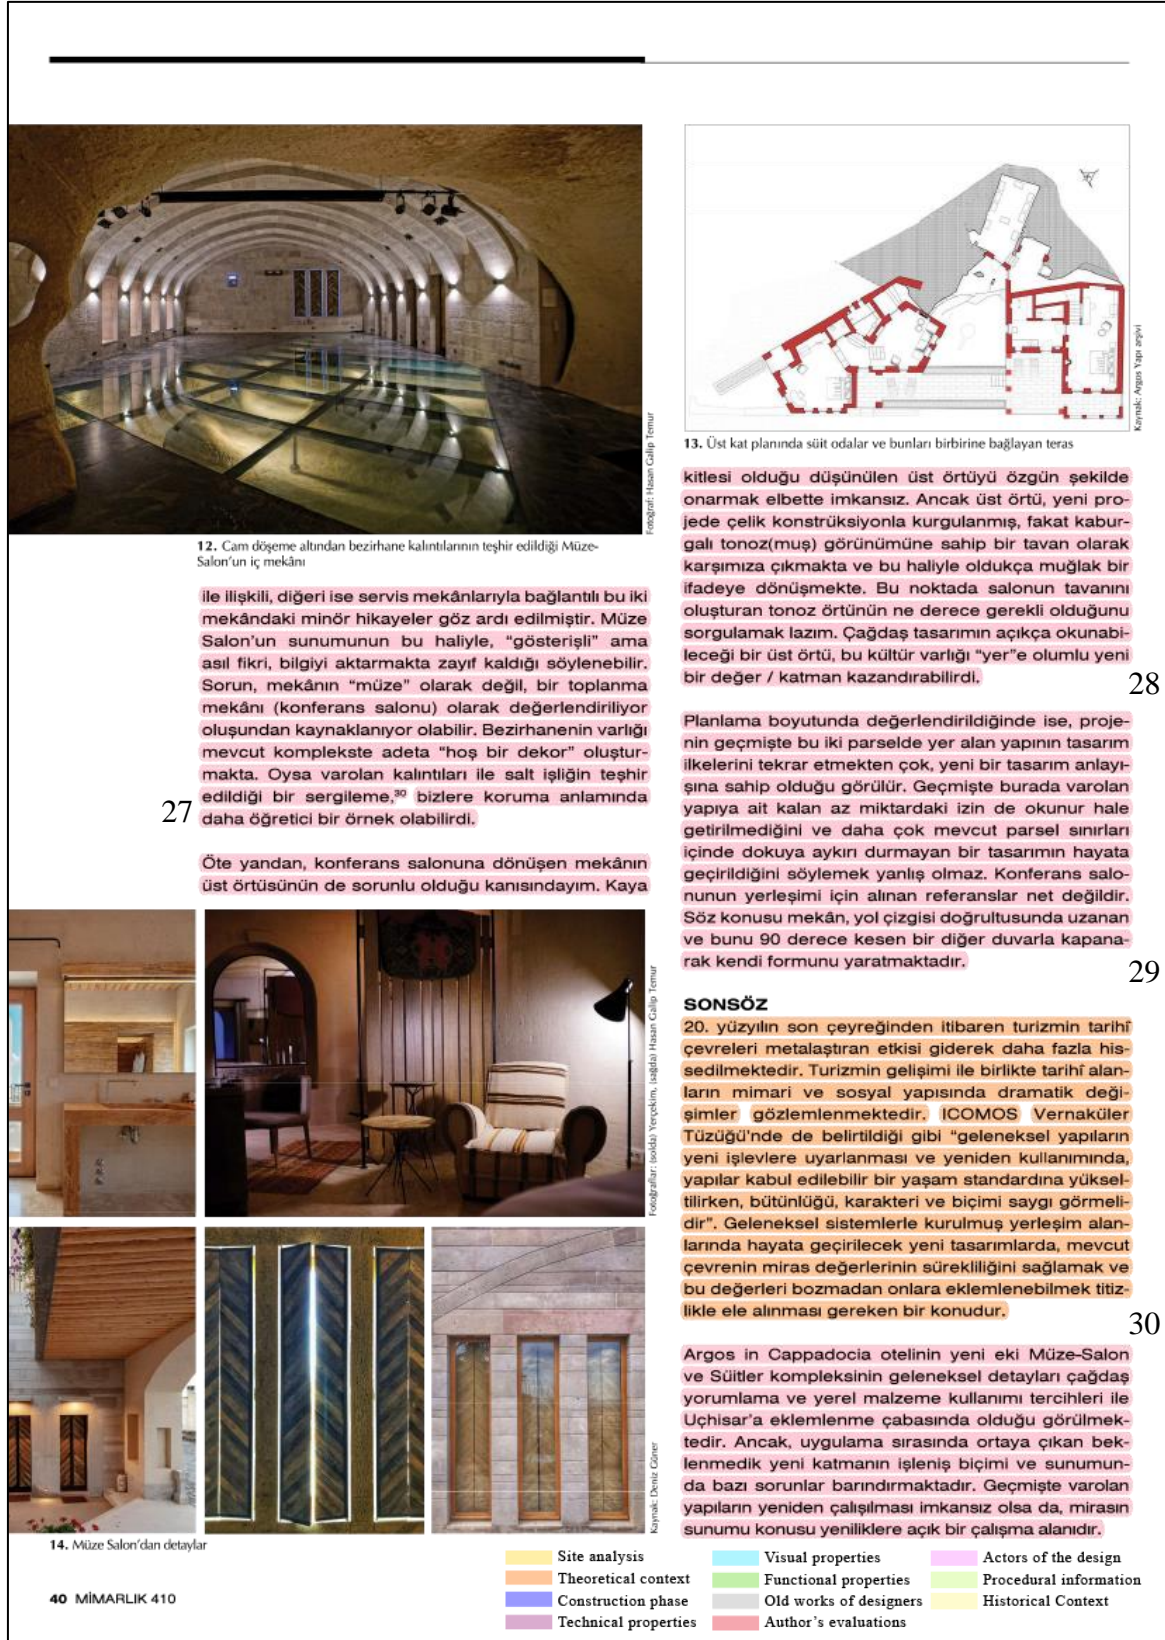 Fotoğraf: Hasan Galip Temur
12. Cam döşeme altından bezirhane kalıntılarının teşhir edildiği Müze-
Salon'un iç mekânı
ile ilişkili, diğeri ise servis mekânlarıyla bağlantılı bu iki
mekândaki minör hikayeler göz ardı edilmiştir. Müze
Salon'un sunumunun bu haliyle, “gösterişli” ama
asıl fikri, bilgiyi aktarmakta zayıf kaldığı söylenebilir.
Sorun, mekânın “müze” olarak değil, bir toplanma
mekânı (konferans salonu) olarak değerlendiriliyor
oluşundan kaynaklanıyor olabilir. Bezirhanenin varlığı
mevcut komplekste adeta “hoş bir dekor” oluştur-
makta. Oysa varolan kalıntıları ile salt işliğin teşhir
edildiği bir sergileme,³⁰ bizlere koruma anlamında
daha öğretici bir örnek olabilirdi.
27
Öte yandan, konferans salonuna dönüşen mekânın
üst örtüsünün de sorunlu olduğu kanısındayım. Kaya
Fotoğraflar: (solda) Yerçekim, (sağda) Hasan Galip Temur
Kaynak: Deniz Güner
14. Müze Salon'dan detaylar
Kaynak: Argos Yapı arşivi
13. Üst kat planında süit odalar ve bunları birbirine bağlayan teras
kitlesi olduğu düşünülen üst örtüyü özgün şekilde
onarmak elbette imkansız. Ancak üst örtü, yeni pro-
jede çelik konstrüksiyonla kurgulanmış, fakat kabur-
galı tonoz(muş) görünümüne sahip bir tavan olarak
karşımıza çıkmakta ve bu haliyle oldukça muğlak bir
ifadeye dönüşmekte. Bu noktada salonun tavanını
oluşturan tonoz örtünün ne derece gerekli olduğunu
sorgulamak lazım. Çağdaş tasarımın açıkça okunabi-
leceği bir üst örtü, bu kültür varlığı “yer”e olumlu yeni
bir değer / katman kazandırabilirdi.
28
Planlama boyutunda değerlendirildiğinde ise, proje-
nin geçmişte bu iki parselde yer alan yapının tasarım
ilkelerini tekrar etmekten çok, yeni bir tasarım anlayı-
şına sahip olduğu görülür. Geçmişte burada varolan
yapıya ait kalan az miktardaki izin de okunur hale
getirilmediğini ve daha çok mevcut parsel sınırları
içinde dokuya aykırı durmayan bir tasarımın hayata
geçirildiğini söylemek yanlış olmaz. Konferans salo-
nunun yerleşimi için alınan referanslar net değildir.
Söz konusu mekân, yol çizgisi doğrultusunda uzanan
ve bunu 90 derece kesen bir diğer duvarla kapana-
rak kendi formunu yaratmaktadır.
29
SONSÖZ
20. yüzyılın son çeyreğinden itibaren turizmin tarihî
çevreleri metalaştıran etkisi giderek daha fazla his-
sedilmektedir. Turizmin gelişimi ile birlikte tarihî alan-
ların mimari ve sosyal yapısında dramatik deği-
şimler gözlemlenmektedir. ICOMOS Vernaküler
Tüzüğü'nde de belirtildiği gibi “geleneksel yapıların
yeni işlevlere uyarlanması ve yeniden kullanımında,
yapılar kabul edilebilir bir yaşam standardına yüksel-
tilirken, bütünlüğü, karakteri ve biçimi saygı görmeli-
dir”. Geleneksel sistemlerle kurulmuş yerleşim alan-
larında hayata geçirilecek yeni tasarımlarda, mevcut
çevrenin miras değerlerinin sürekliliğini sağlamak ve
bu değerleri bozmadan onlara eklemlenebilmek titiz-
likle ele alınması gereken bir konudur.
30
Argos in Cappadocia otelinin yeni eki Müze-Salon
ve Süitler kompleksinin geleneksel detayları çağdaş
yorumlama ve yerel malzeme kullanımı tercihleri ile
Uçhisar'a eklemlenme çabasında olduğu görülmek-
tedir. Ancak, uygulama sırasında ortaya çıkan bek-
lenmedik yeni katmanın işleniş biçimi ve sunumun-
da bazı sorunlar barındırmaktadır. Geçmişte varolan
yapıların yeniden çalışılması imkansız olsa da, mirasın
sunumu konusu yeniliklere açık bir çalışma alanıdır.
Site analysis
Theoretical context
Construction phase
Technical properties
Visual properties
Functional properties
Old works of designers
Author's evaluations
Actors of the design
Procedural information
Historical Context
40 MİMARLIK 410